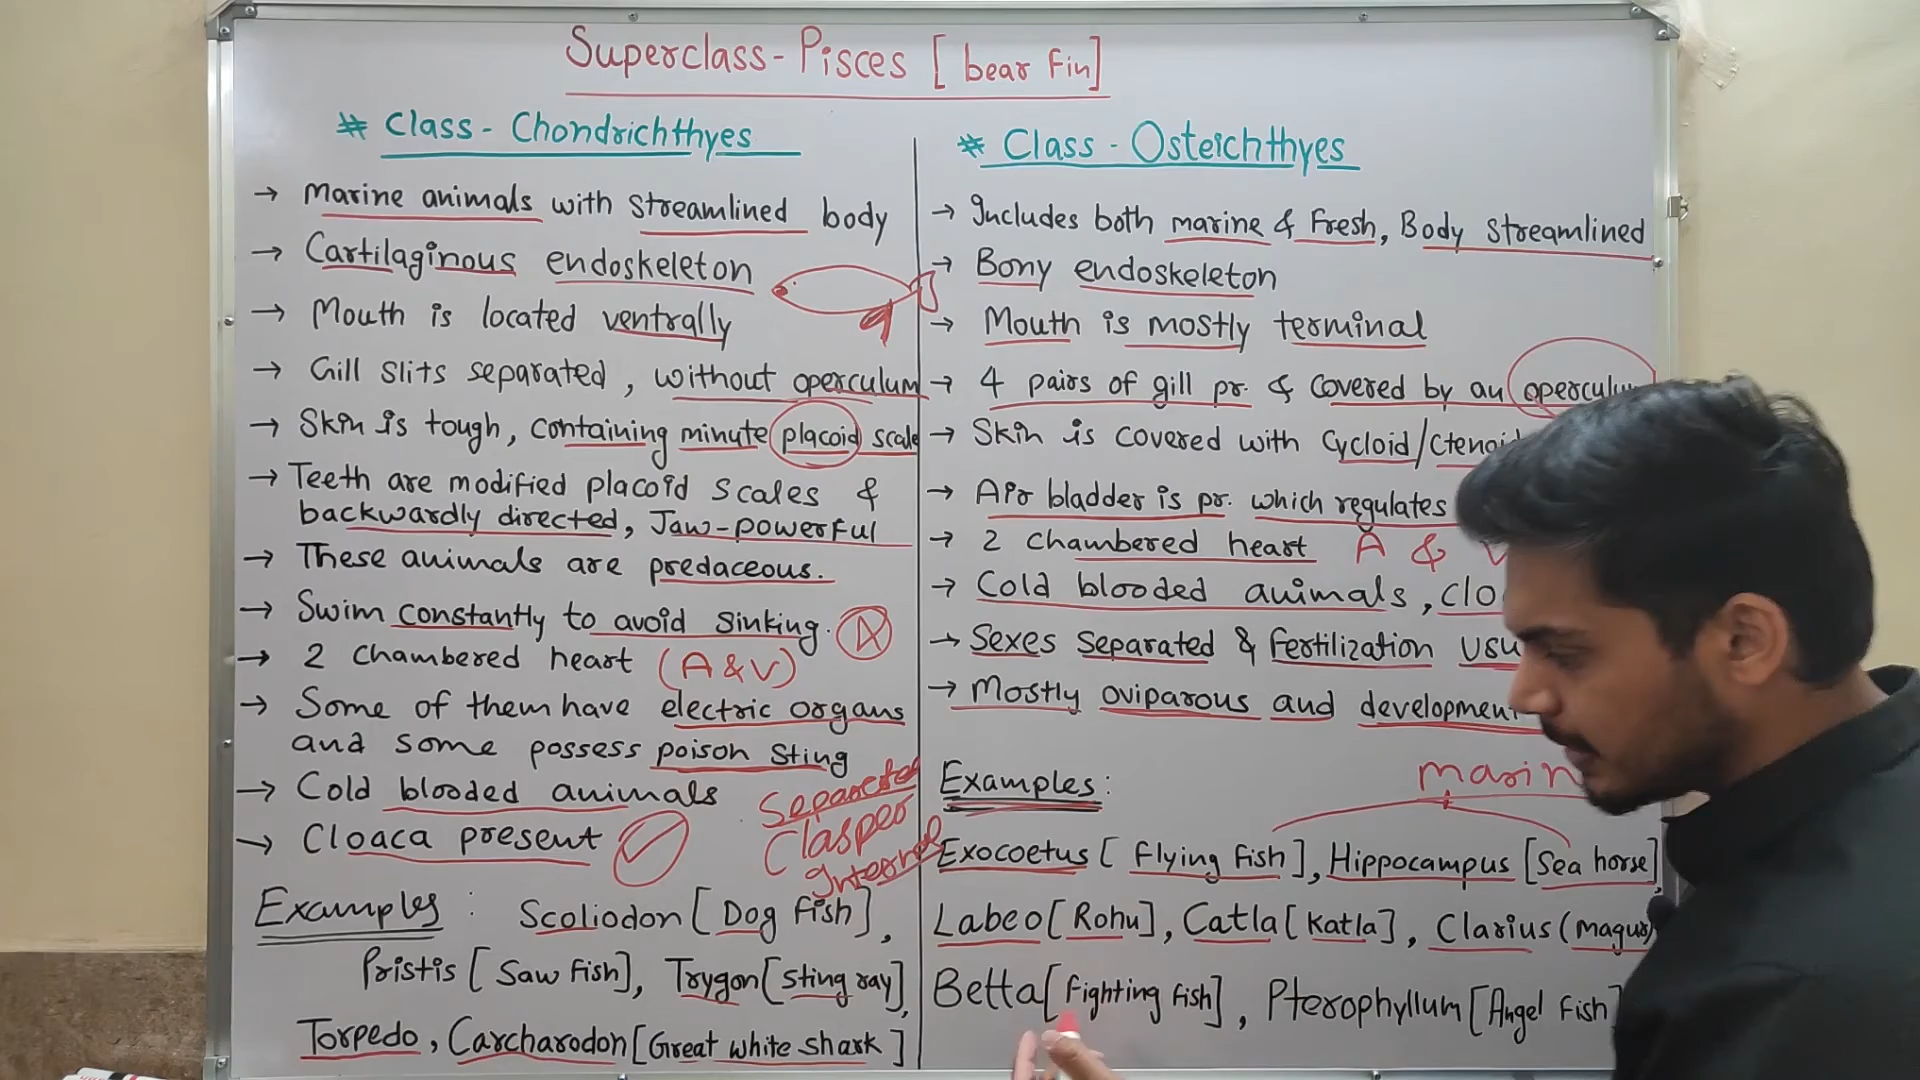 Superclass - Pisces [bear fin]
# Class - Chondrichthyes
→ Marine animals with streamlined body
→ Cartilaginous endoskeleton
→ Mouth is located ventrally
→ Gill slits separated, without operculum
→ Skin is tough, containing minute placoid scale
→ Teeth are modified placoid scales &
backwardly directed, Jaw-powerful
→ These animals are predaceous.
→ Swim constantly to avoid sinking.
→ 2 chambered heart (A & V)
→ Some of them have electric organs
and some possess poison sting
→ Cold blooded animals
→ Cloaca present
Separated
Clasper
Internal
Examples : Scoliodon [Dog fish],
Pristis [Saw fish], Trygon [Sting ray],
Torpedo, Carcharodon [Great white shark]
# Class - Osteichthyes
→ Includes both marine & Fresh, Body streamlined
→ Bony endoskeleton
→ Mouth is mostly terminal
→ 4 pairs of gill pr. & covered by an operculum
→ Skin is covered with Cycloid/Ctenoid
→ Air bladder is pr. which regulates
→ 2 chambered heart A & V
→ Cold blooded animals, clo
→ Sexes separated & Fertilization usu
→ Mostly oviparous and development
marin
Examples :
Exocoetus [Flying fish], Hippocampus [Sea horse],
Labeo [Rohu], Catla [Katla], Clarius (magur)
Betta [Fighting fish], Pterophyllum [Angel fish]